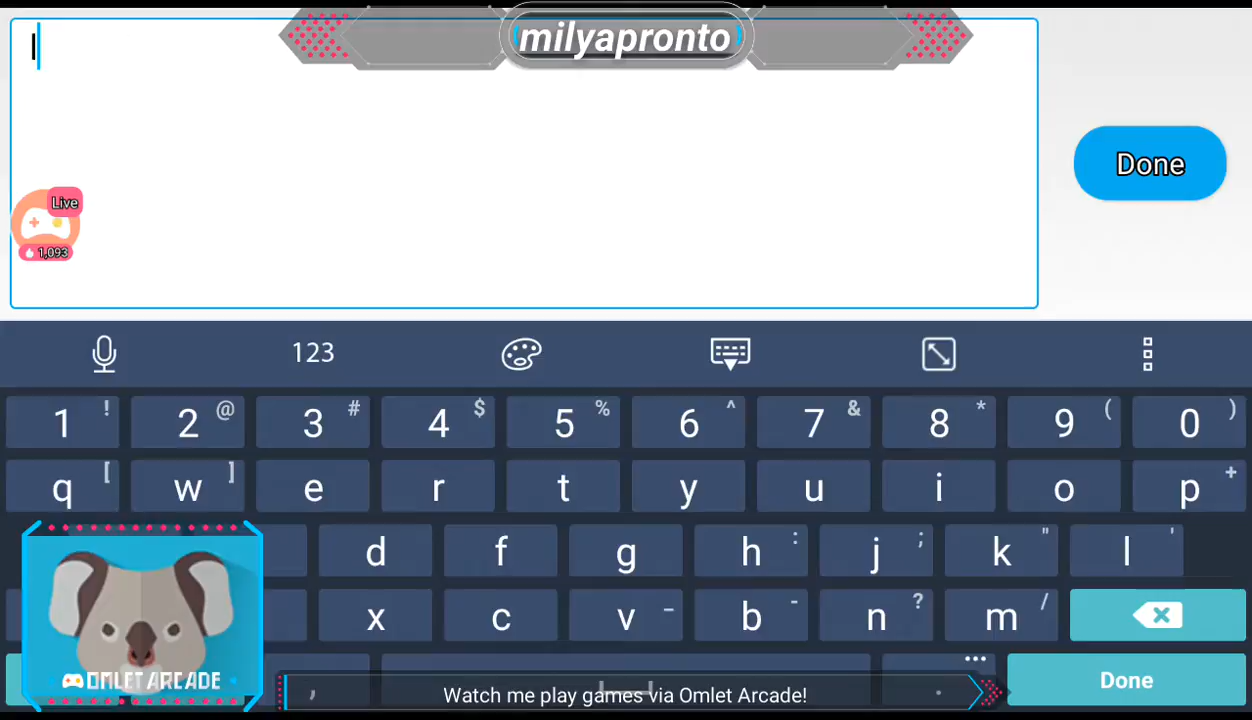 milyapronto
l
Done
Live
1,093
123
1 ! 2 @ 3 # 4 $ 5 % 6 ^ 7 & 8 * 9 ( 0 )
q [ w ] e r t y u i o p +
d f g h : j ; k " l '
x c v _ b - n ? m /
, . ... Done
OMLET ARCADE
Watch me play games via Omlet Arcade!